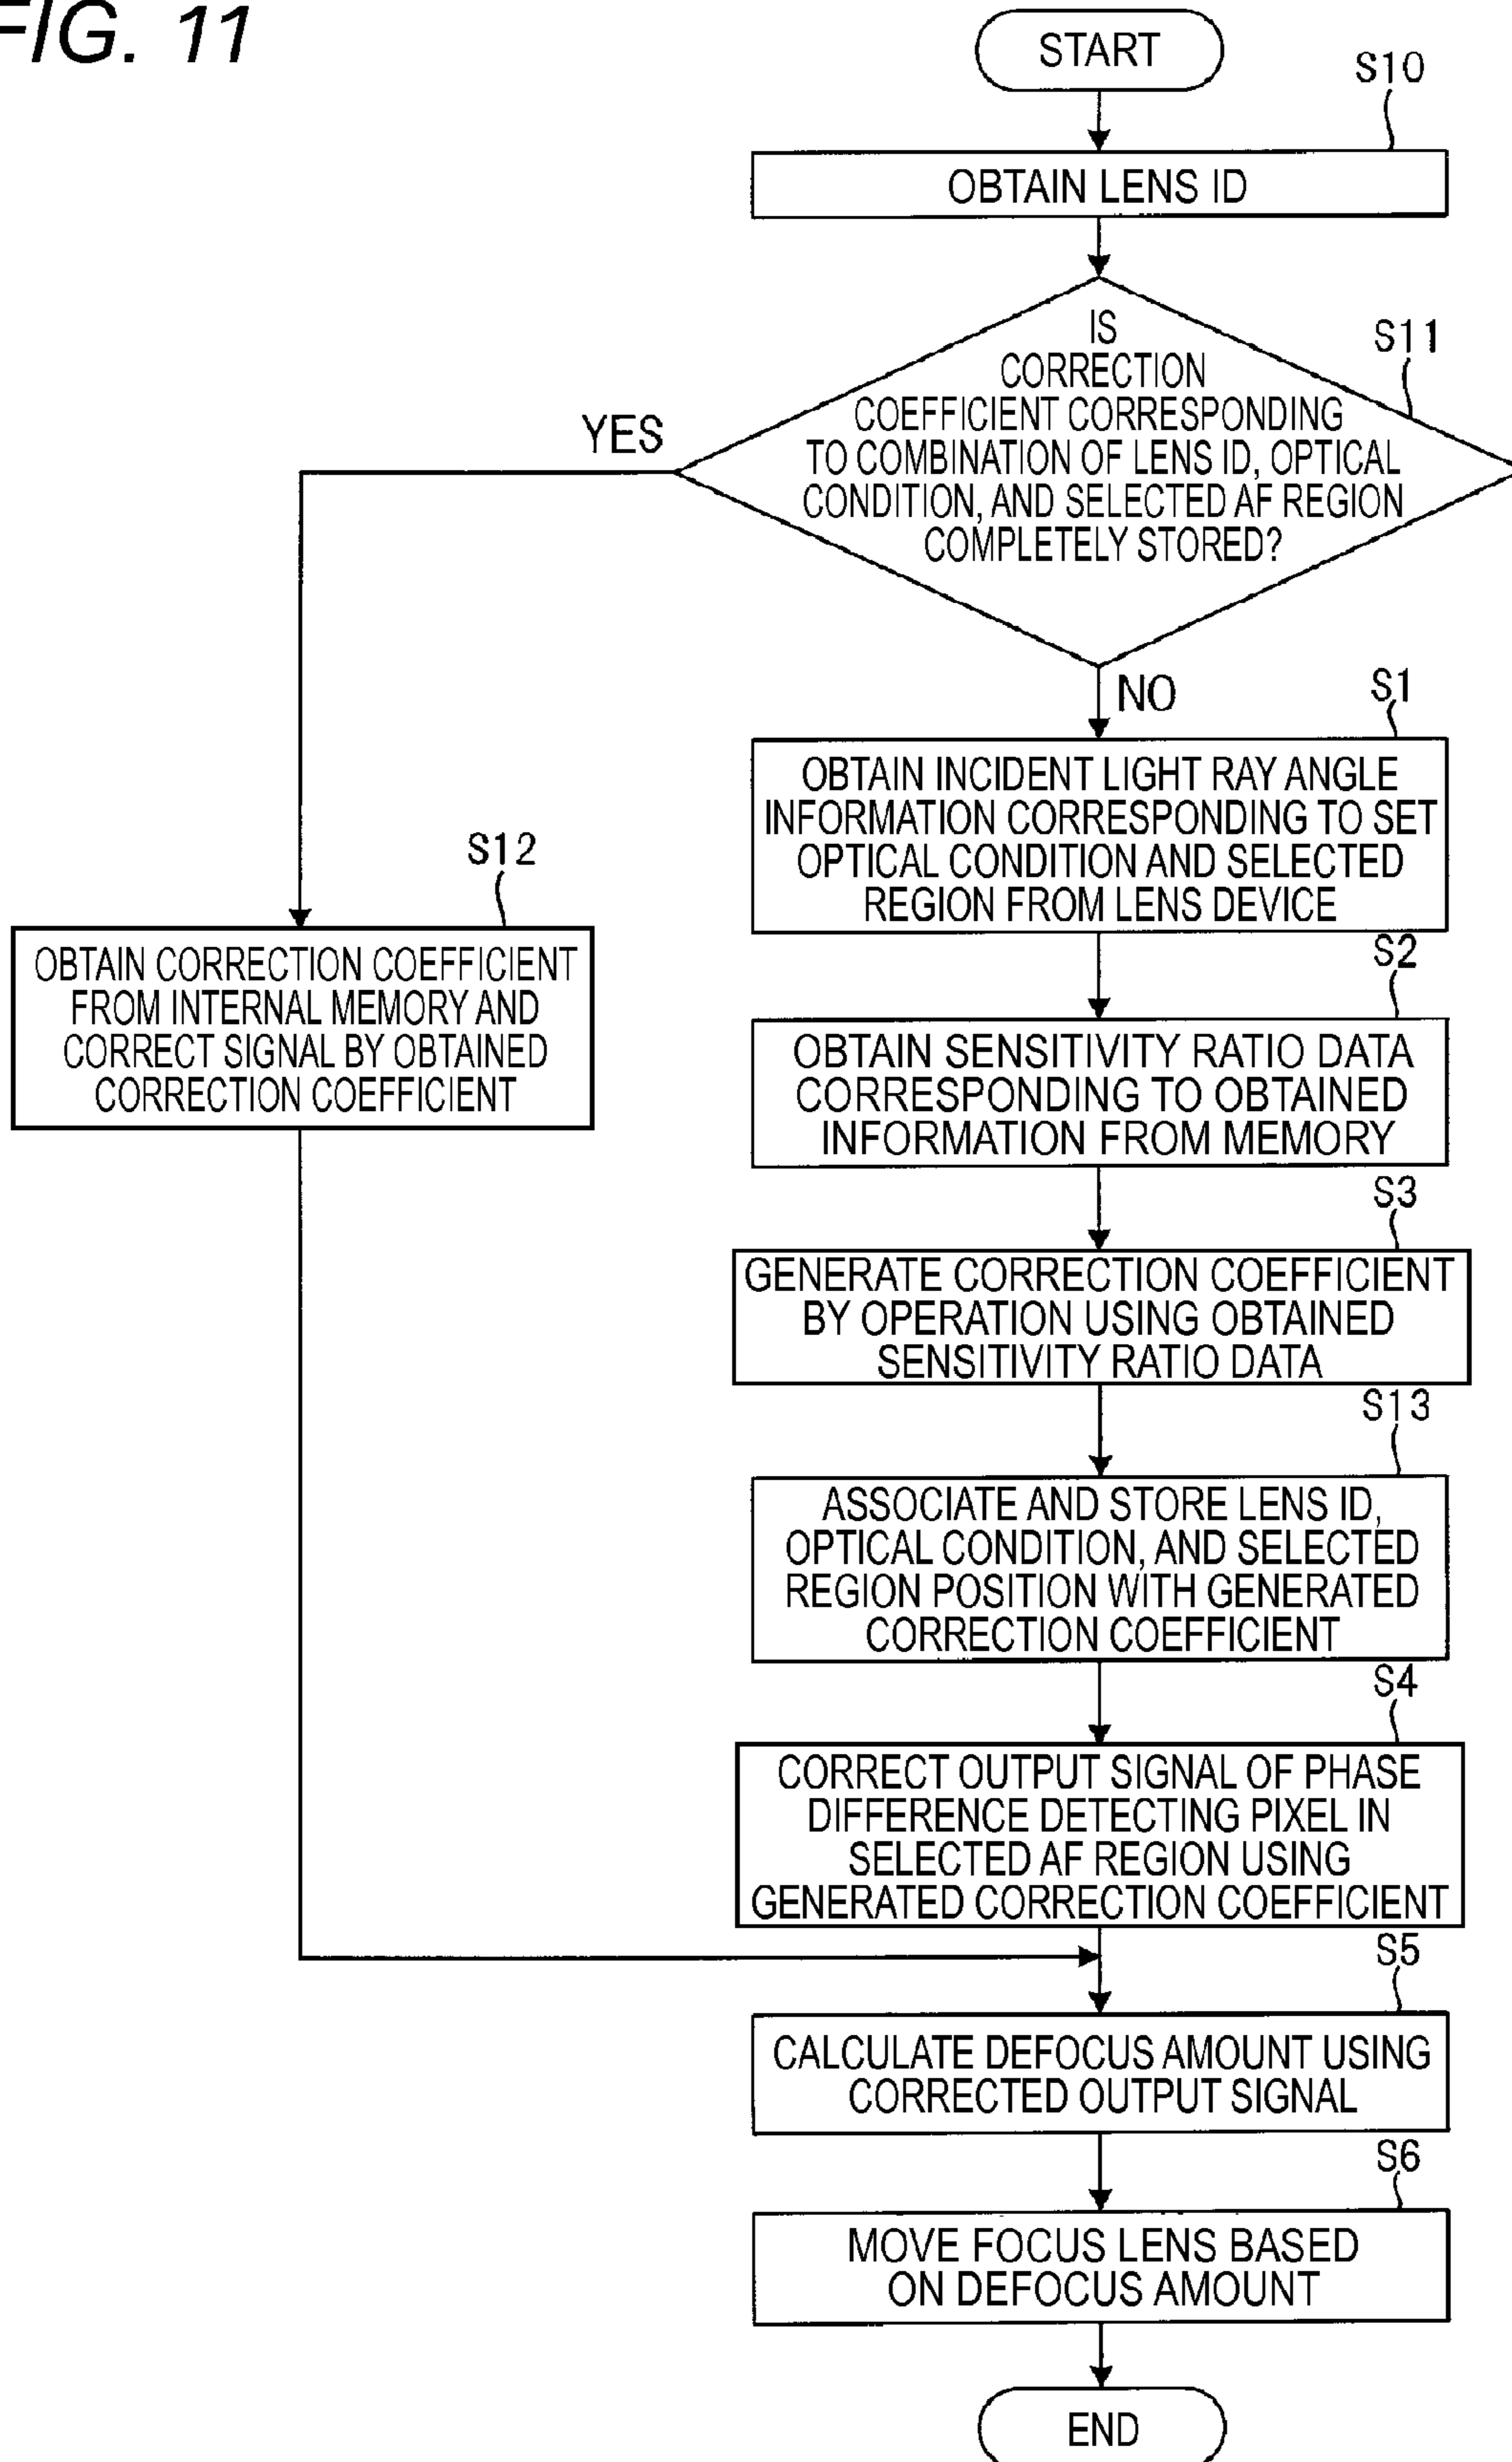 FIG. 11
START
S10
OBTAIN LENS ID
S11
IS
CORRECTION
COEFFICIENT CORRESPONDING
TO COMBINATION OF LENS ID, OPTICAL
CONDITION, AND SELECTED AF REGION
COMPLETELY STORED?
YES
NO
S1
OBTAIN INCIDENT LIGHT RAY ANGLE
INFORMATION CORRESPONDING TO SET
OPTICAL CONDITION AND SELECTED
REGION FROM LENS DEVICE
S12
OBTAIN CORRECTION COEFFICIENT
FROM INTERNAL MEMORY AND
CORRECT SIGNAL BY OBTAINED
CORRECTION COEFFICIENT
S2
OBTAIN SENSITIVITY RATIO DATA
CORRESPONDING TO OBTAINED
INFORMATION FROM MEMORY
S3
GENERATE CORRECTION COEFFICIENT
BY OPERATION USING OBTAINED
SENSITIVITY RATIO DATA
S13
ASSOCIATE AND STORE LENS ID,
OPTICAL CONDITION, AND SELECTED
REGION POSITION WITH GENERATED
CORRECTION COEFFICIENT
S4
CORRECT OUTPUT SIGNAL OF PHASE
DIFFERENCE DETECTING PIXEL IN
SELECTED AF REGION USING
GENERATED CORRECTION COEFFICIENT
S5
CALCULATE DEFOCUS AMOUNT USING
CORRECTED OUTPUT SIGNAL
S6
MOVE FOCUS LENS BASED
ON DEFOCUS AMOUNT
END